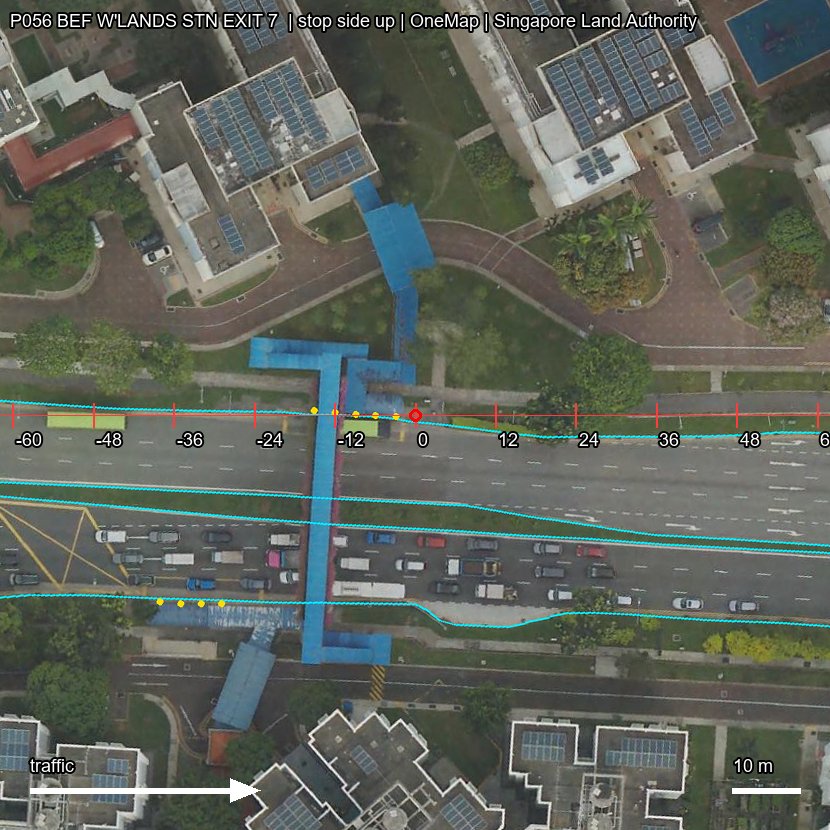 P056 BEF W'LANDS STN EXIT 7 | stop side up | OneMap | Singapore Land Authority
-60 -48 -36 -24 -12 0 12 24 36 48 6
traffic 10 m